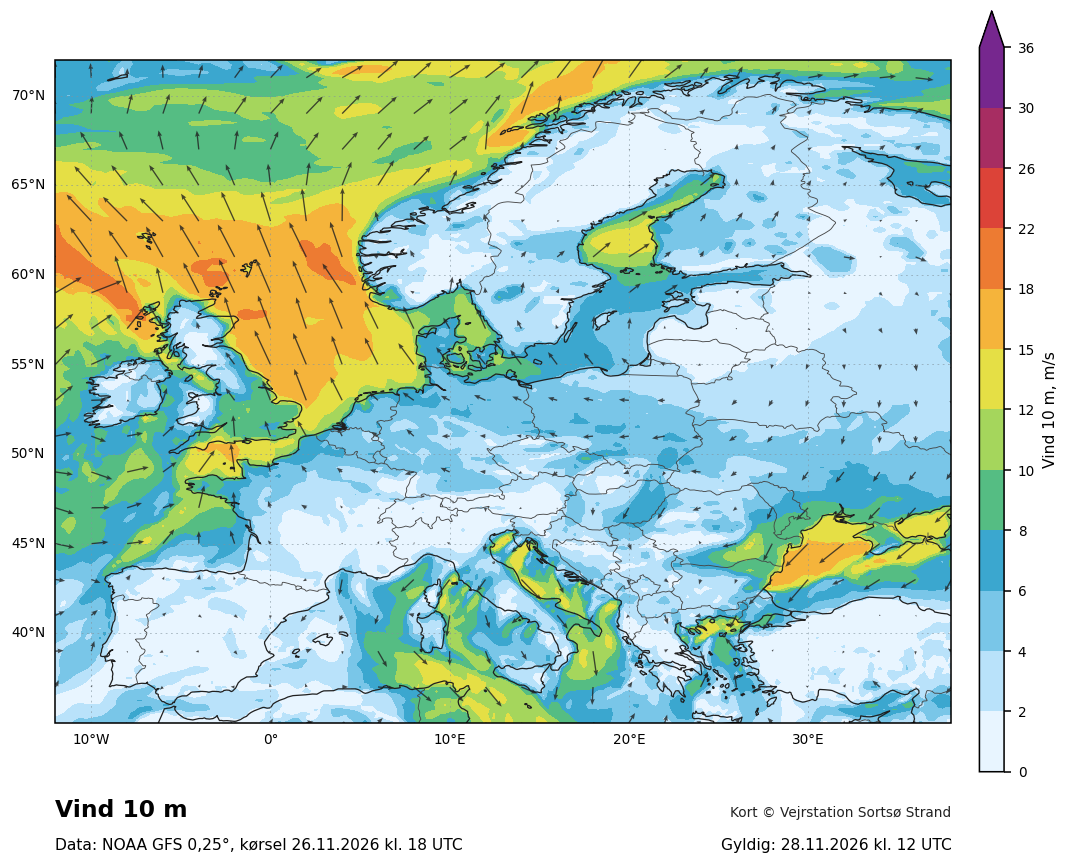 70°N
65°N
60°N
55°N
50°N
45°N
40°N
10°W
0°
10°E
20°E
30°E
36
30
26
22
18
15
12
10
8
6
4
2
0
Vind 10 m, m/s
Vind 10 m
Kort © Vejrstation Sortsø Strand
Data: NOAA GFS 0,25°, kørsel 26.11.2026 kl. 18 UTC
Gyldig: 28.11.2026 kl. 12 UTC